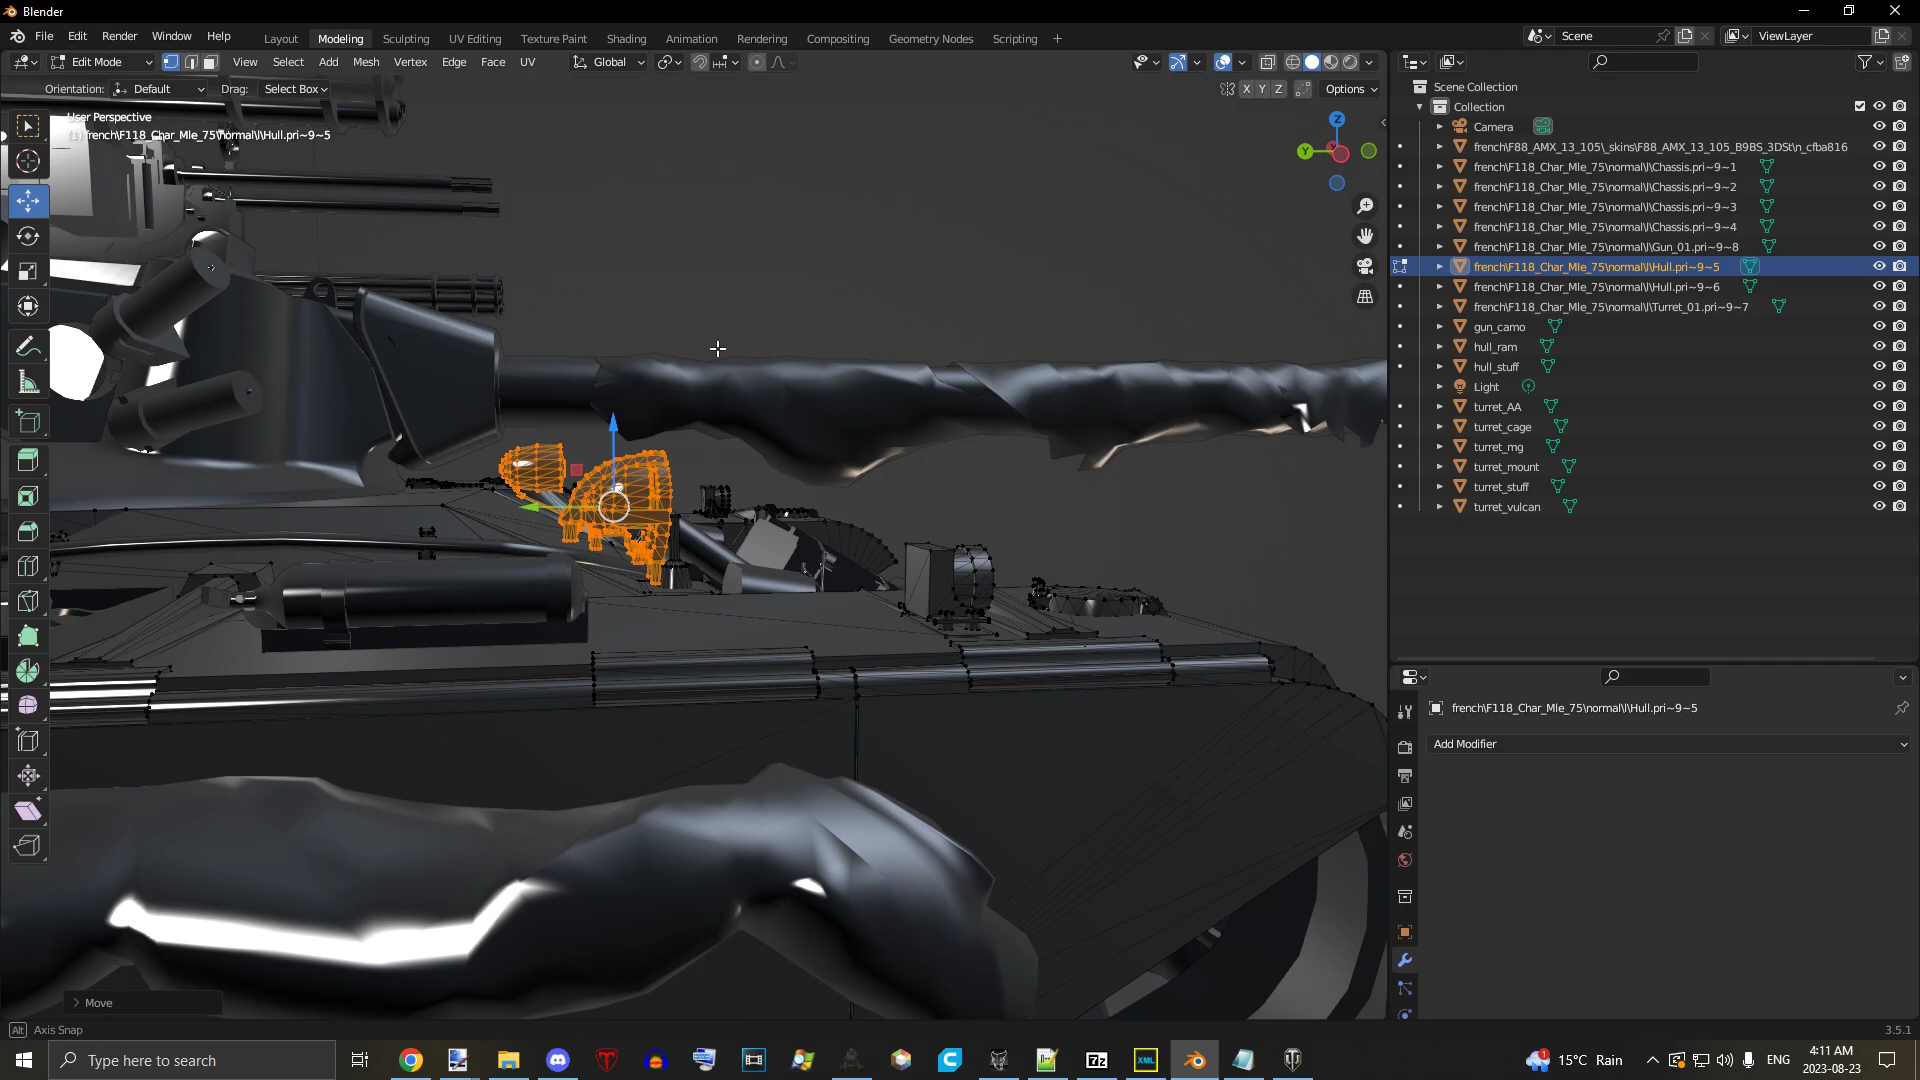 Blender
File Edit Render Window Help
Layout Modeling Sculpting UV Editing Texture Paint Shading Animation Rendering Compositing Geometry Nodes Scripting +
Scene
ViewLayer
Edit Mode View Select Add Mesh Vertex Edge Face UV Global
Orientation: Default Drag: Select Box
X Y Z Options
User Perspective
(1) french\F118_Char_Mle_75\normal\l\Hull.pri~9~5
Z
Y
Scene Collection
Collection
Camera
french\F88_AMX_13_105\_skins\F88_AMX_13_105_B9BS_3DSt\n_cfba816
french\F118_Char_Mle_75\normal\l\Chassis.pri~9~1
french\F118_Char_Mle_75\normal\l\Chassis.pri~9~2
french\F118_Char_Mle_75\normal\l\Chassis.pri~9~3
french\F118_Char_Mle_75\normal\l\Chassis.pri~9~4
french\F118_Char_Mle_75\normal\l\Gun_01.pri~9~8
french\F118_Char_Mle_75\normal\l\Hull.pri~9~5
french\F118_Char_Mle_75\normal\l\Hull.pri~9~6
french\F118_Char_Mle_75\normal\l\Turret_01.pri~9~7
gun_camo
hull_ram
hull_stuff
Light
turret_AA
turret_cage
turret_mg
turret_mount
turret_stuff
turret_vulcan
french\F118_Char_Mle_75\normal\l\Hull.pri~9~5
Add Modifier
Move
Alt Axis Snap
3.5.1
Type here to search
7z
XML
1
15°C Rain
ENG
4:11 AM
2023-08-23